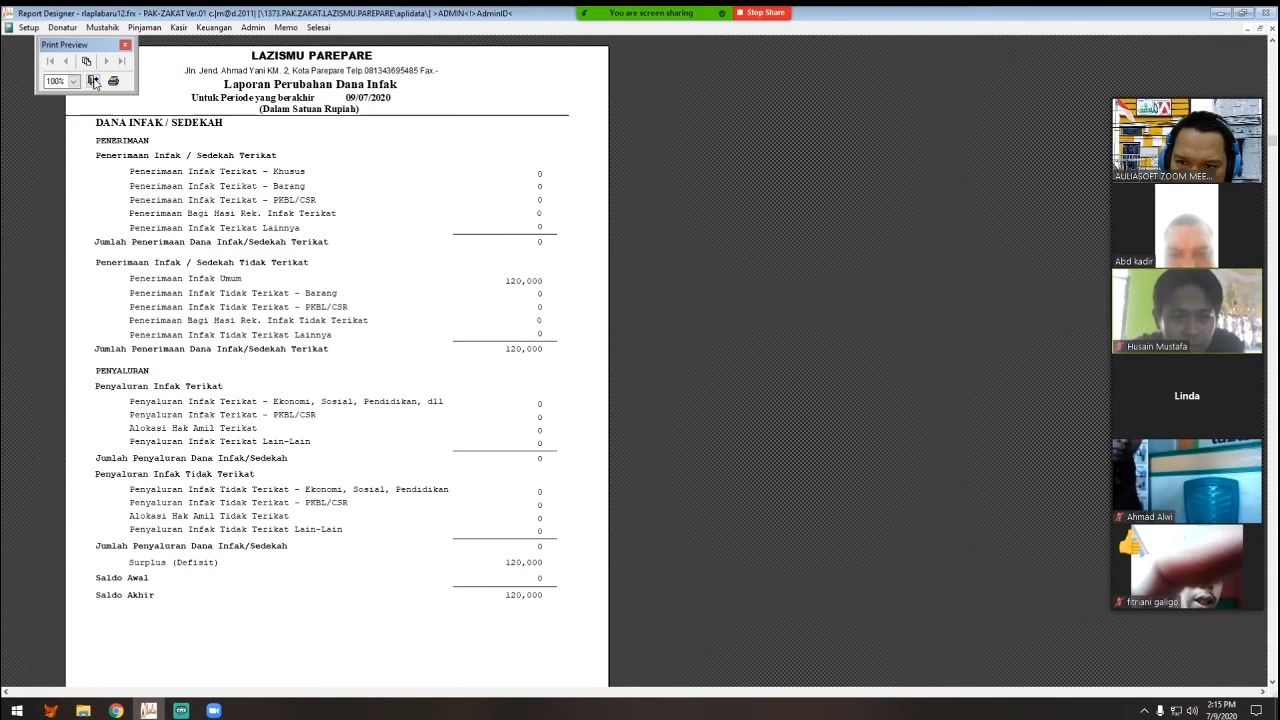 Report Designer - rlaplabaru12.frx - PAK-ZAKAT Ver.01 c.|m@d.2011| [\1373.PAK.ZAKAT.LAZISMU.PAREPARE\aplidata\] >ADMIN<!>AdminID<
You are screen sharing
Stop Share
Setup Donatur Mustahik Pinjaman Kasir Keuangan Admin Memo Selesai
Print Preview
100%
LAZISMU PAREPARE
Jln. Jend. Ahmad Yani KM. 2, Kota Parepare Telp.081343695485 Fax.-
Laporan Perubahan Dana Infak
Untuk Periode yang berakhir 09/07/2020
(Dalam Satuan Rupiah)
DANA INFAK / SEDEKAH
PENERIMAAN
Penerimaan Infak / Sedekah Terikat
Penerimaan Infak Terikat - Khusus 0
Penerimaan Infak Terikat - Barang 0
Penerimaan Infak Terikat - PKBL/CSR 0
Penerimaan Bagi Hasi Rek. Infak Terikat 0
Penerimaan Infak Terikat Lainnya 0
Jumlah Penerimaan Dana Infak/Sedekah Terikat 0
Penerimaan Infak / Sedekah Tidak Terikat
Penerimaan Infak Umum 120,000
Penerimaan Infak Tidak Terikat - Barang 0
Penerimaan Infak Tidak Terikat - PKBL/CSR 0
Penerimaan Bagi Hasi Rek. Infak Tidak Terikat 0
Penerimaan Infak Tidak Terikat Lainnya 0
Jumlah Penerimaan Dana Infak/Sedekah Terikat 120,000
PENYALURAN
Penyaluran Infak Terikat
Penyaluran Infak Terikat - Ekonomi, Sosial, Pendidikan, dll 0
Penyaluran Infak Terikat - PKBL/CSR 0
Alokasi Hak Amil Terikat 0
Penyaluran Infak Terikat Lain-Lain 0
Jumlah Penyaluran Dana Infak/Sedekah 0
Penyaluran Infak Tidak Terikat
Penyaluran Infak Tidak Terikat - Ekonomi, Sosial, Pendidikan 0
Penyaluran Infak Tidak Terikat - PKBL/CSR 0
Alokasi Hak Amil Tidak Terikat 0
Penyaluran Infak Tidak Terikat Lain-Lain 0
Jumlah Penyaluran Dana Infak/Sedekah 0
Surplus (Defisit) 120,000
Saldo Awal 0
Saldo Akhir 120,000
AULIASOFT ZOOM MEE...
Abd kadir
Husain Mustafa
Linda
Ahmad Alwi
fitriani galigo
2:15 PM
7/9/2020